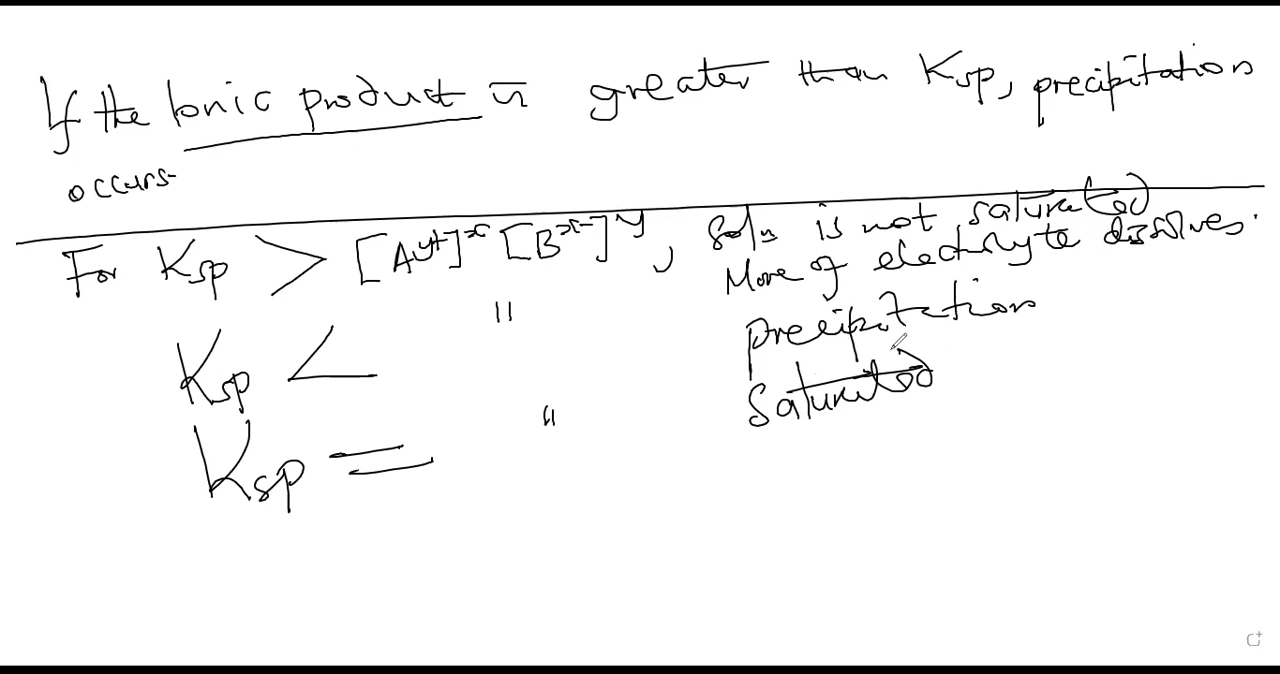 If the Ionic product is greater than Ksp, precipitation
occurs
For Ksp > [A^y+]^x [B^x-]^y, Soln is not saturated
More of electrolyte dissolves.
Ksp < " Precipitation
Ksp = " Saturated